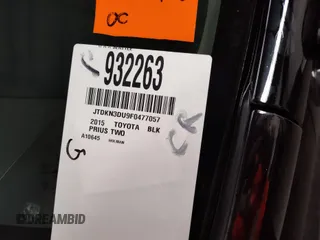 OC
932263
JTDKN3DU9F0477057
2015 TOYOTA BLK
PRIUS TWO
A10645
G
DREAMBID